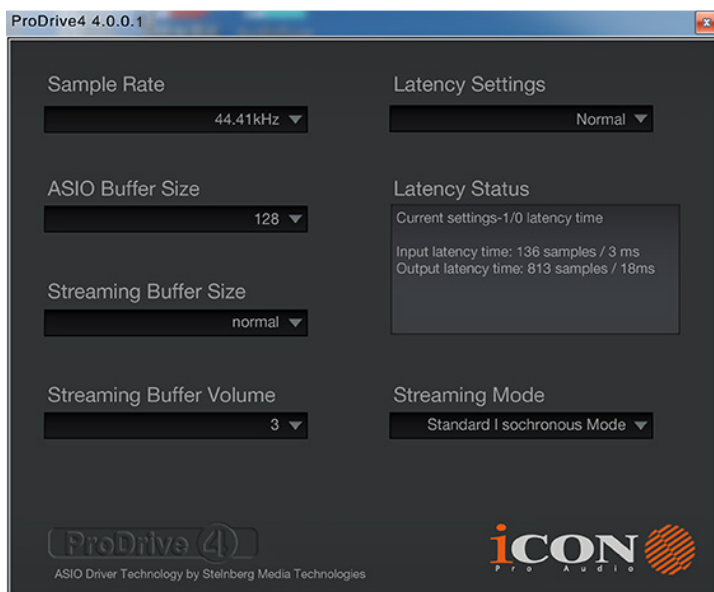 ProDrive4 4.0.0.1
Sample Rate
44.41kHz
ASIO Buffer Size
128
Streaming Buffer Size
normal
Streaming Buffer Volume
3
Latency Settings
Normal
Latency Status
Current settings-1/0 latency time
Input latency time: 136 samples / 3 ms
Output latency time: 813 samples / 18ms
Streaming Mode
Standard I sochronous Mode
ProDrive 4
ASIO Driver Technology by Stelnberg Media Technologies
iCON
Pro Audio